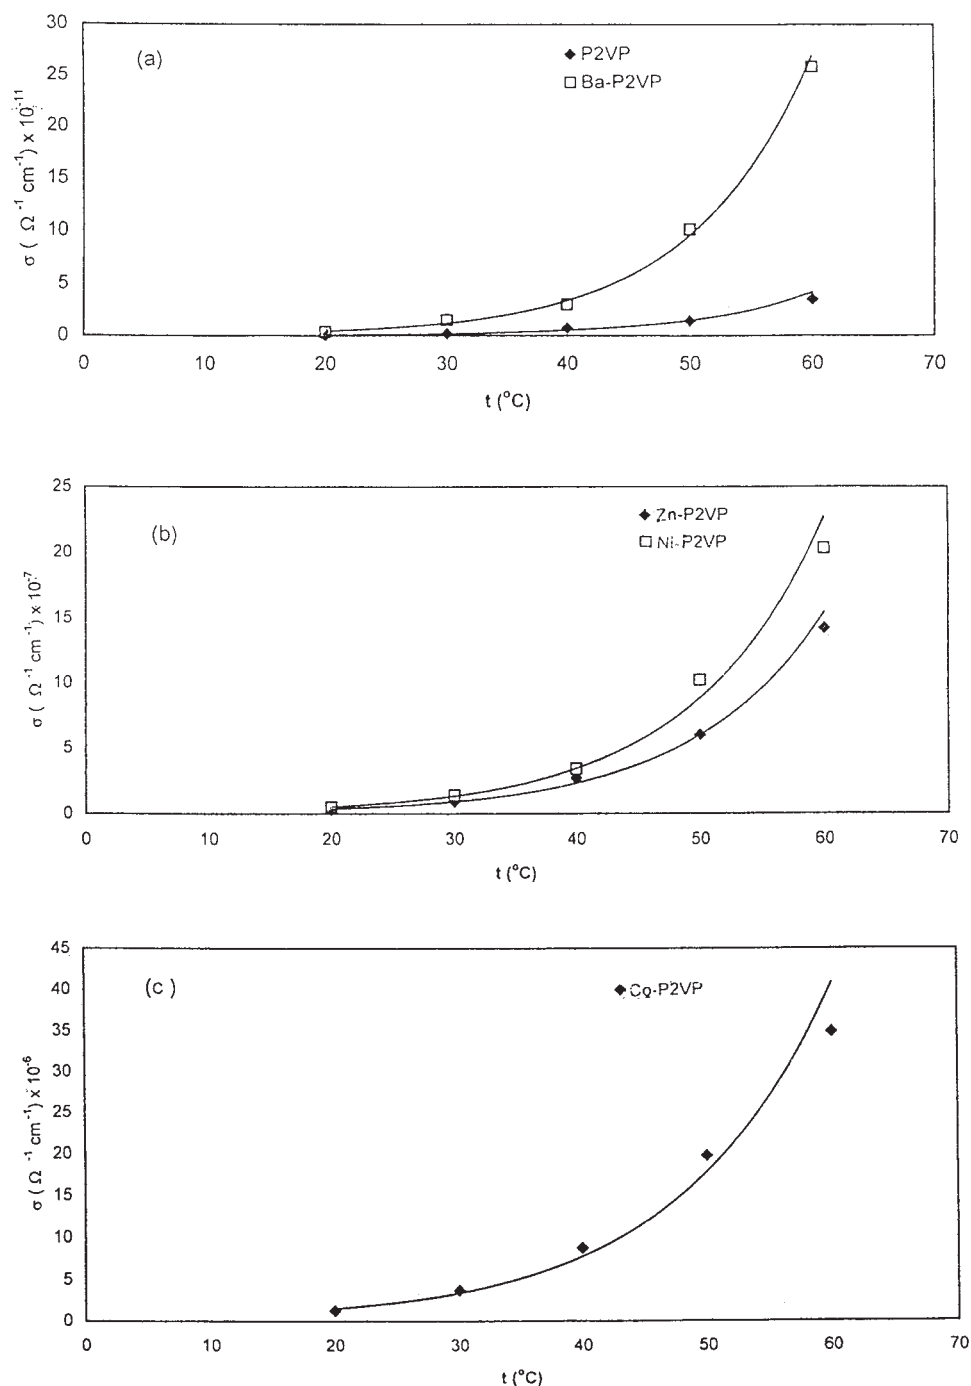 (a)
P2VP
Ba-P2VP
σ ( Ω⁻¹ cm⁻¹) x 10⁻¹¹
30
25
20
15
10
5
0
0 10 20 30 40 50 60 70
t (°C)
(b)
Zn-P2VP
Ni-P2VP
σ ( Ω⁻¹ cm⁻¹) x 10⁻⁷
25
20
15
10
5
0
0 10 20 30 40 50 60 70
t (°C)
(c )
Co-P2VP
σ ( Ω⁻¹ cm⁻¹) x 10⁻⁶
45
40
35
30
25
20
15
10
5
0
0 10 20 30 40 50 60 70
t (°C)